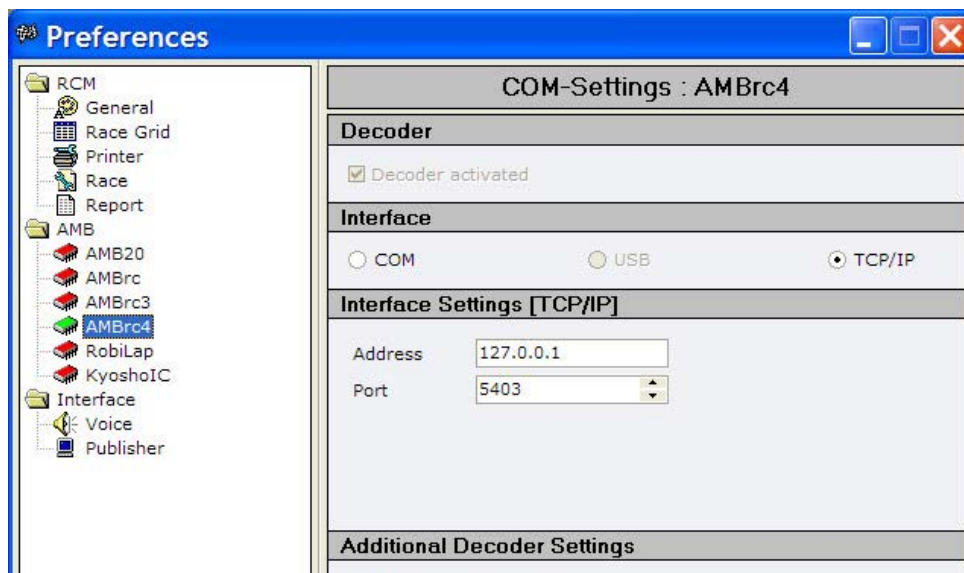 Preferences
RCM
General
Race Grid
Printer
Race
Report
AMB
AMB20
AMBrc
AMBrc3
AMBrc4
RobiLap
KyoshoIC
Interface
Voice
Publisher
COM-Settings : AMBrc4
Decoder
Decoder activated
Interface
COM
USB
TCP/IP
Interface Settings [TCP/IP]
Address 127.0.0.1
Port 5403
Additional Decoder Settings